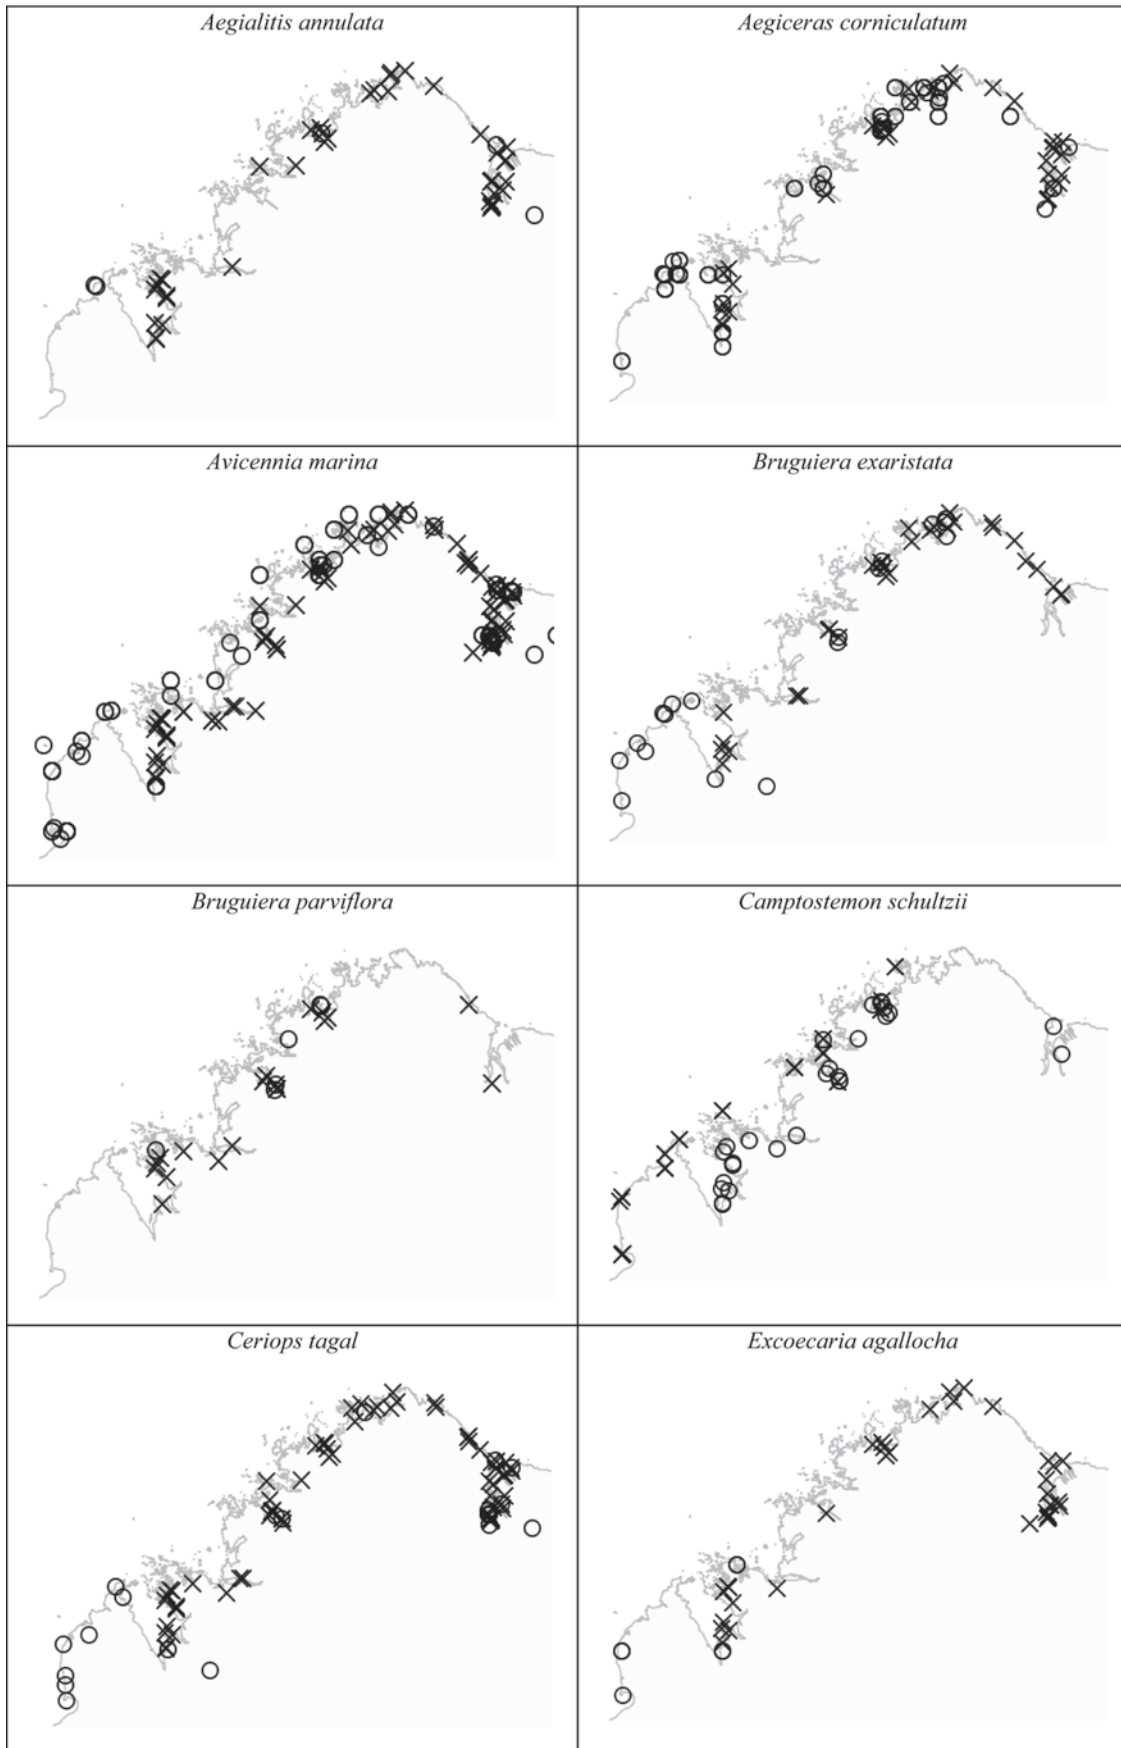 Aegialitis annulata
Aegiceras corniculatum
Avicennia marina
Bruguiera exaristata
Bruguiera parviflora
Camptostemon schultzii
Ceriops tagal
Excoecaria agallocha